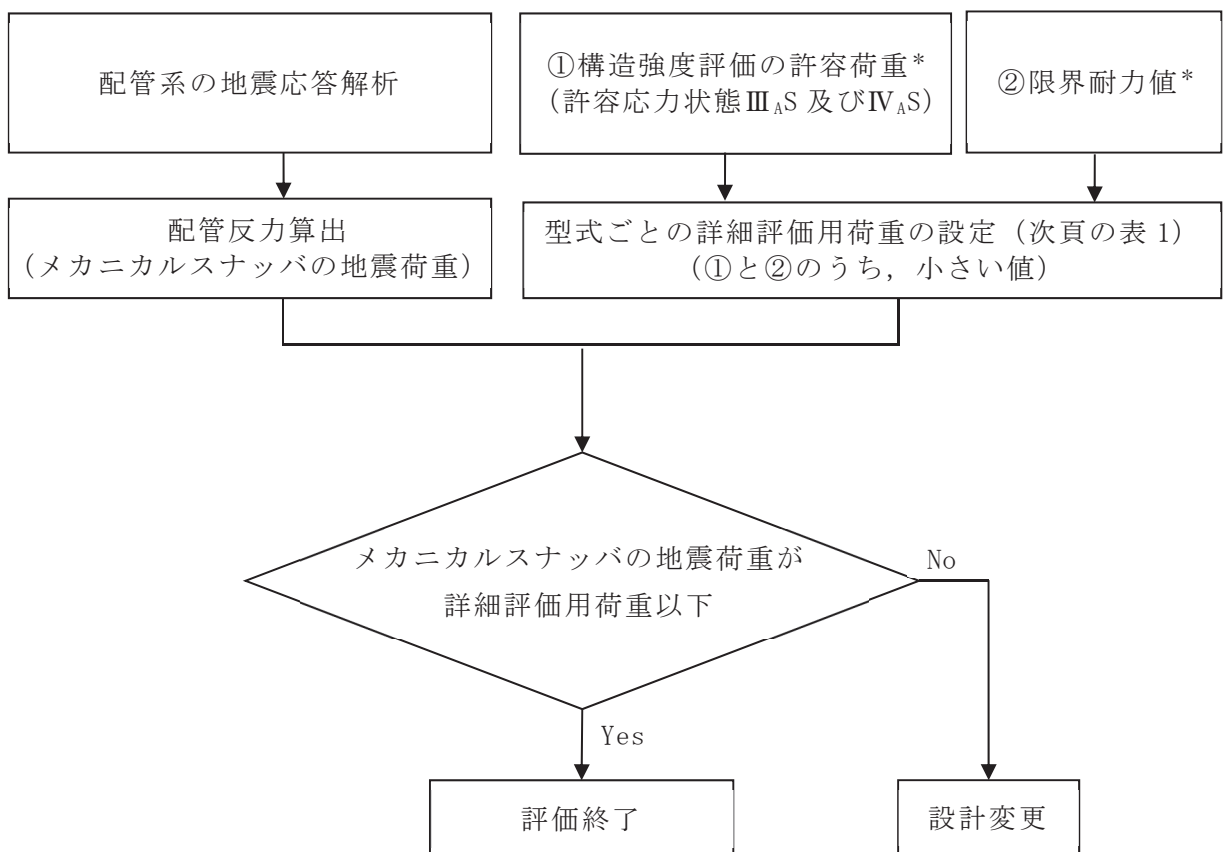 配管系の地震応答解析
①構造強度評価の許容荷重*
(許容応力状態ⅢAS 及びⅣAS)
②限界耐力値*
配管反力算出
(メカニカルスナッバの地震荷重)
型式ごとの詳細評価用荷重の設定 (次頁の表 1)
(①と②のうち, 小さい値)
メカニカルスナッバの地震荷重が
詳細評価用荷重以下
No
Yes
評価終了
設計変更